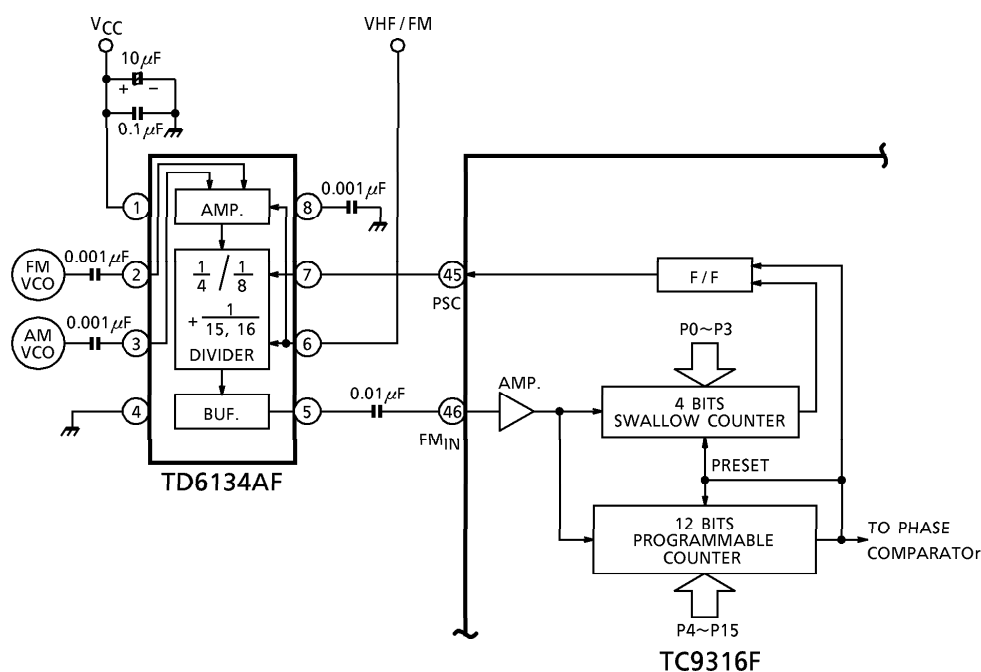 VCC
VHF/FM
10μF
+ −
0.1μF
0.001μF
1
AMP.
8
FM
VCO
0.001μF
2
1/4 / 1/8
7
45
PSC
F/F
AM
VCO
0.001μF
3
+ 1/15, 16
DIVIDER
6
P0~P3
4
BUF.
5
0.01μF
46
FMIN
AMP.
4 BITS
SWALLOW COUNTER
TD6134AF
PRESET
12 BITS
PROGRAMMABLE
COUNTER
TO PHASE
COMPARATOr
P4~P15
TC9316F